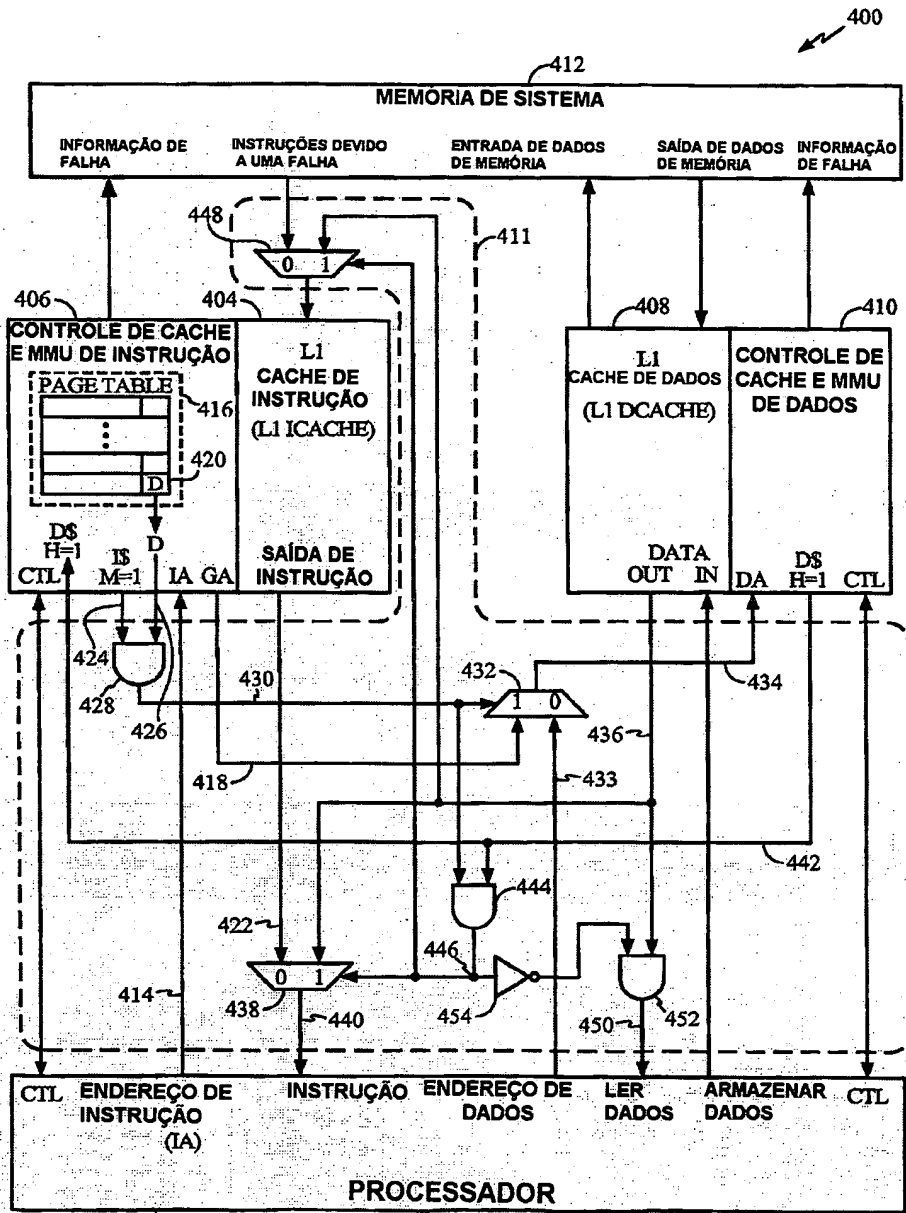 400
412
MEMÓRIA DE SISTEMA
INFORMAÇÃO DE
FALHA
INSTRUÇÕES DEVIDO
A UMA FALHA
ENTRADA DE DADOS
DE MEMÓRIA
SAÍDA DE DADOS
DE MEMÓRIA
INFORMAÇÃO
DE FALHA
448
0 1
411
406
CONTROLE DE CACHE
E MMU DE INSTRUÇÃO
PAGE TABLE
416
420
D
D
D$
H=1
CTL
I$
M=1
IA
GA
404
L1
CACHE DE
INSTRUÇÃO
(L1 ICACHE)
SAÍDA DE
INSTRUÇÃO
408
L1
CACHE DE DADOS
(L1 DCACHE)
DATA
OUT IN
410
CONTROLE DE
CACHE E MMU
DE DADOS
DA
D$
H=1
CTL
424
428
426
430
432
1 0
434
418
433
436
442
444
422
446
414
0 1
438
440
454
450
452
CTL
ENDEREÇO DE
INSTRUÇÃO
(IA)
INSTRUÇÃO
ENDEREÇO DE
DADOS
LER
DADOS
ARMAZENAR
DADOS
CTL
PROCESSADOR